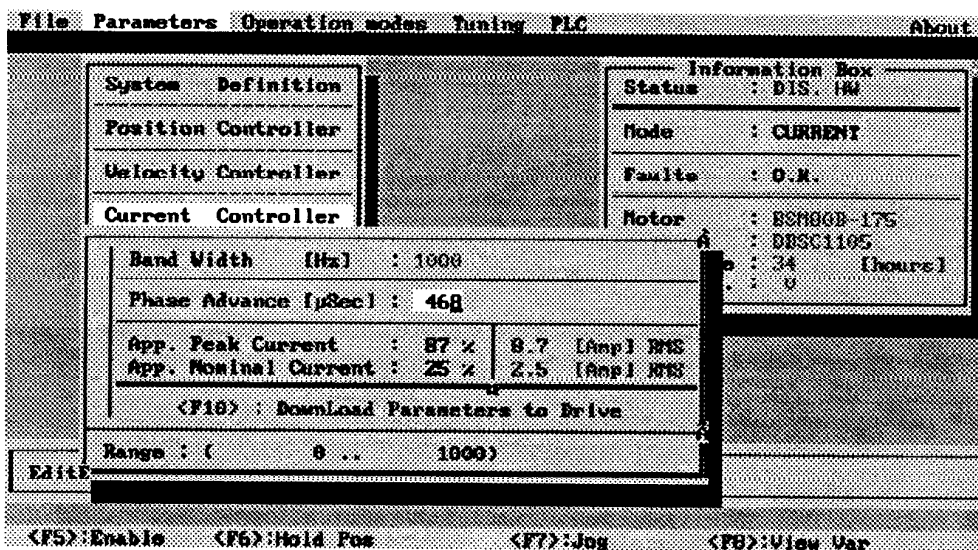 File Parameters Operation modes Tuning PLC About
System Definition
Position Controller
Velocity Controller
Current Controller
Information Box
Status : DIS. HW
Mode : CURRENT
Faults : O.K.
Motor : BSM80B-175
: DBSC1105
: 34 [hours]
. : 0
Band Width [Hz] : 1000
Phase Advance [µSec] : 468
App. Peak Current : 87 % 8.7 [Amp] RMS
App. Nominal Current : 25 % 2.5 [Amp] RMS
<F10> : DownLoad Parameters to Drive
Range : ( 0 .. 1000)
<F5>:Enable <F6>:Hold Pos <F7>:Jog <F8>:View Var